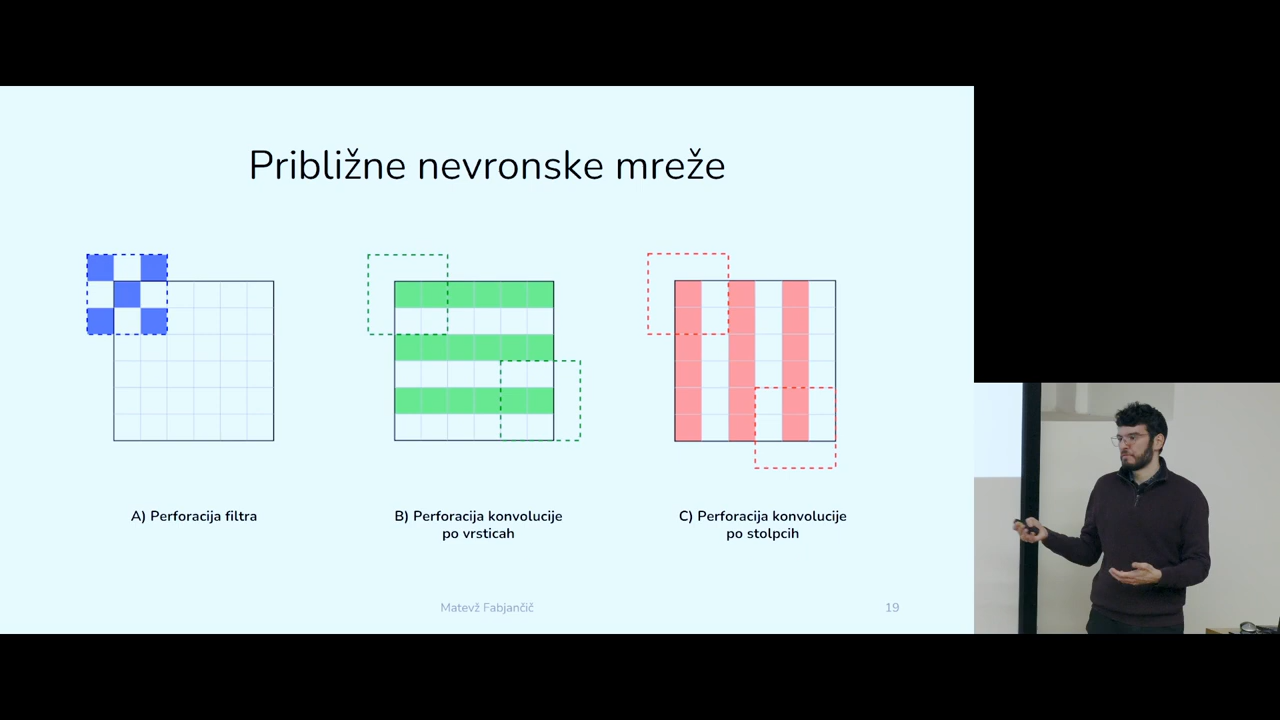 Približne nevronske mreže
A) Perforacija filtra
B) Perforacija konvolucije
po vrsticah
C) Perforacija konvolucije
po stolpcih
Matevž Fabjančič
19